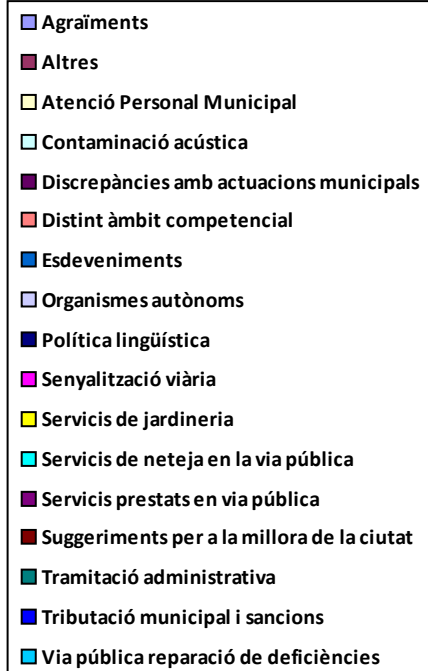 Agraïments
Altres
Atenció Personal Municipal
Contaminació acústica
Discrepàncies amb actuacions municipals
Distint àmbit competencial
Esdeveniments
Organismes autònoms
Política lingüística
Senyalització viària
Servicis de jardineria
Servicis de neteja en la via pública
Servicis prestats en via pública
Suggeriments per a la millora de la ciutat
Tramitació administrativa
Tributació municipal i sancions
Via pública reparació de deficiències